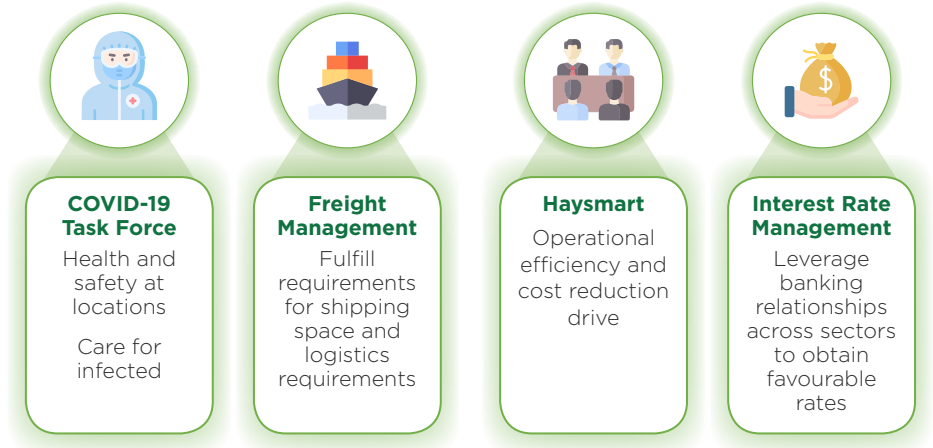 COVID-19
Task Force
Health and
safety at
locations
Care for
infected
Freight
Management
Fulfill
requirements
for shipping
space and
logistics
requirements
Haysmart
Operational
efficiency and
cost reduction
drive
$
Interest Rate
Management
Leverage
banking
relationships
across sectors
to obtain
favourable
rates